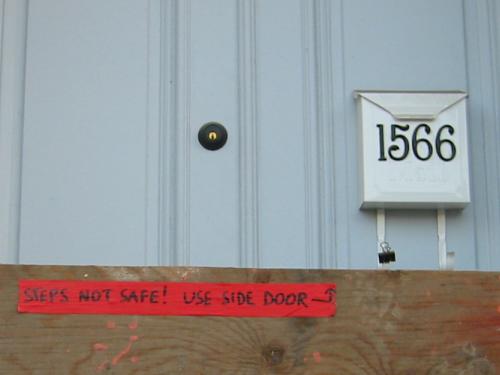 1566
STEPS NOT SAFE! USE SIDE DOOR